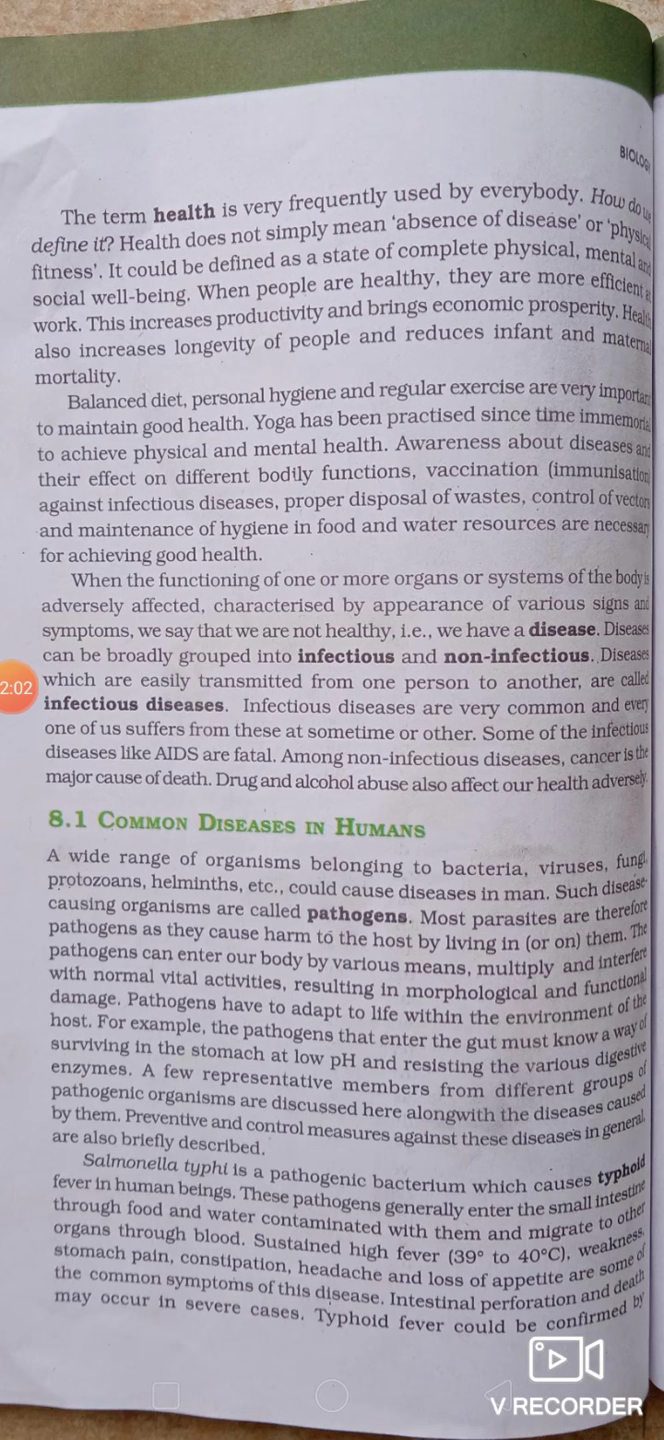 BIOLOG
The term health is very frequently used by everybody. How do we
define it? Health does not simply mean 'absence of disease' or 'physical
fitness'. It could be defined as a state of complete physical, mental and
social well-being. When people are healthy, they are more efficient at
work. This increases productivity and brings economic prosperity. Health
also increases longevity of people and reduces infant and maternal
mortality.
Balanced diet, personal hygiene and regular exercise are very important
to maintain good health. Yoga has been practised since time immemorial
to achieve physical and mental health. Awareness about diseases and
their effect on different bodily functions, vaccination (immunisation)
against infectious diseases, proper disposal of wastes, control of vectors
and maintenance of hygiene in food and water resources are necessary
for achieving good health.
When the functioning of one or more organs or systems of the body is
adversely affected, characterised by appearance of various signs and
symptoms, we say that we are not healthy, i.e., we have a disease. Diseases
can be broadly grouped into infectious and non-infectious. Diseases
2:02
which are easily transmitted from one person to another, are called
infectious diseases. Infectious diseases are very common and every
one of us suffers from these at sometime or other. Some of the infectious
diseases like AIDS are fatal. Among non-infectious diseases, cancer is the
major cause of death. Drug and alcohol abuse also affect our health adversely.
8.1 COMMON DISEASES IN HUMANS
A wide range of organisms belonging to bacteria, viruses, fungi,
protozoans, helminths, etc., could cause diseases in man. Such disease-
causing organisms are called pathogens. Most parasites are therefore
pathogens as they cause harm to the host by living in (or on) them. The
pathogens can enter our body by various means, multiply and interfere
with normal vital activities, resulting in morphological and functional
damage. Pathogens have to adapt to life within the environment of the
host. For example, the pathogens that enter the gut must know a way of
surviving in the stomach at low pH and resisting the various digestive
enzymes. A few representative members from different groups of
pathogenic organisms are discussed here alongwith the diseases caused
by them. Preventive and control measures against these diseases in general,
are also briefly described.
Salmonella typhi is a pathogenic bacterium which causes typhoid
fever in human beings. These pathogens generally enter the small intestine
through food and water contaminated with them and migrate to other
organs through blood. Sustained high fever (39° to 40°C), weakness,
stomach pain, constipation, headache and loss of appetite are some of
the common symptoms of this disease. Intestinal perforation and death
may occur in severe cases. Typhoid fever could be confirmed by
V RECORDER